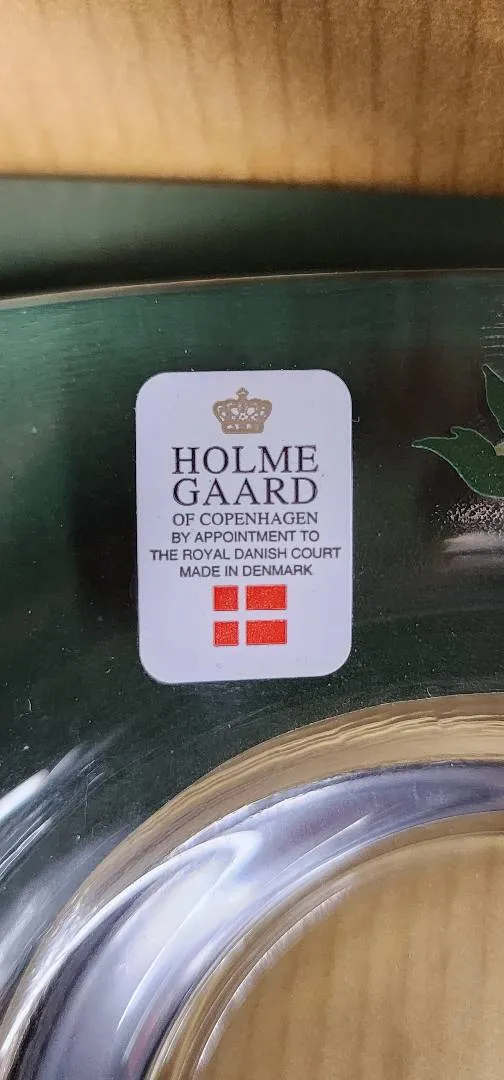 HOLME
GAARD
OF COPENHAGEN
BY APPOINTMENT TO
THE ROYAL DANISH COURT
MADE IN DENMARK